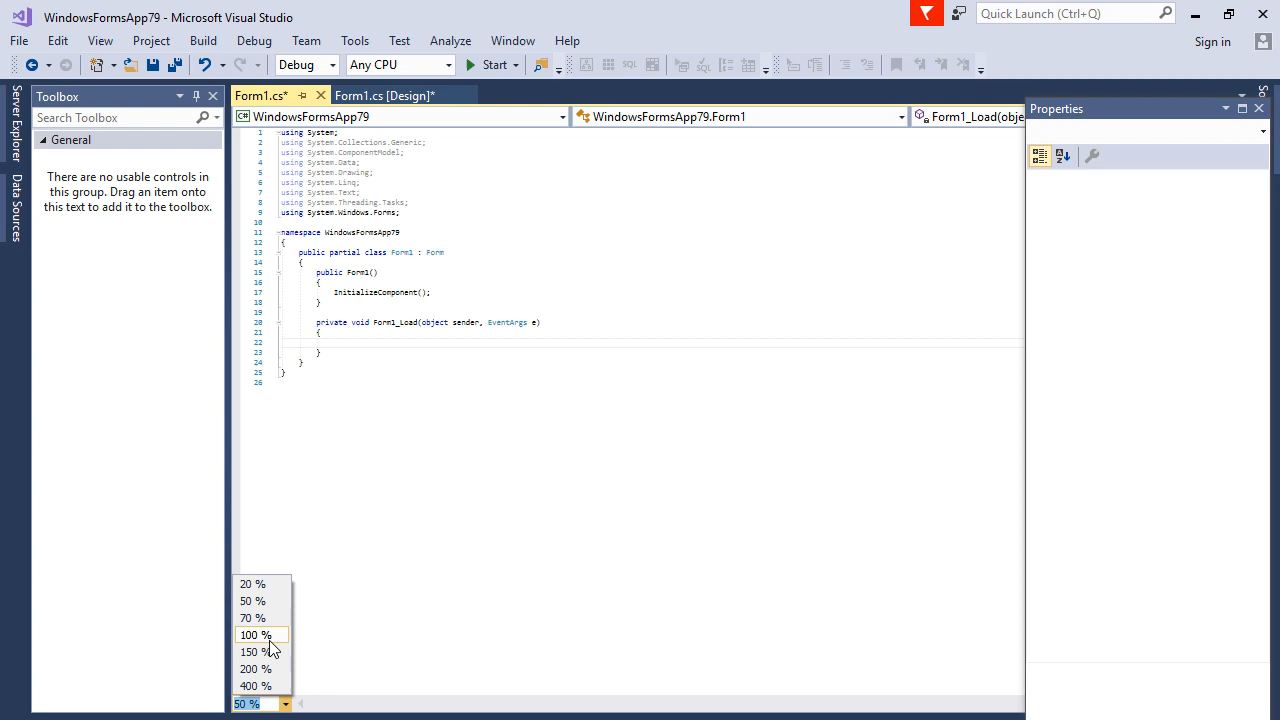 WindowsFormsApp79 - Microsoft Visual Studio
Quick Launch (Ctrl+Q)
File Edit View Project Build Debug Team Tools Test Analyze Window Help
Sign in
Debug Any CPU Start SQL SQL
Server Explorer
Data Sources
Toolbox
Search Toolbox
General
There are no usable controls in
this group. Drag an item onto
this text to add it to the toolbox.
Form1.cs* Form1.cs [Design]*
WindowsFormsApp79 WindowsFormsApp79.Form1 Form1_Load(obje
1 using System;
2 using System.Collections.Generic;
3 using System.ComponentModel;
4 using System.Data;
5 using System.Drawing;
6 using System.Linq;
7 using System.Text;
8 using System.Threading.Tasks;
9 using System.Windows.Forms;
10
11 namespace WindowsFormsApp79
12 {
13 public partial class Form1 : Form
14 {
15 public Form1()
16 {
17 InitializeComponent();
18 }
19
20 private void Form1_Load(object sender, EventArgs e)
21 {
22
23 }
24 }
25 }
26
20 %
50 %
70 %
100 %
150 %
200 %
400 %
50 %
So
Properties